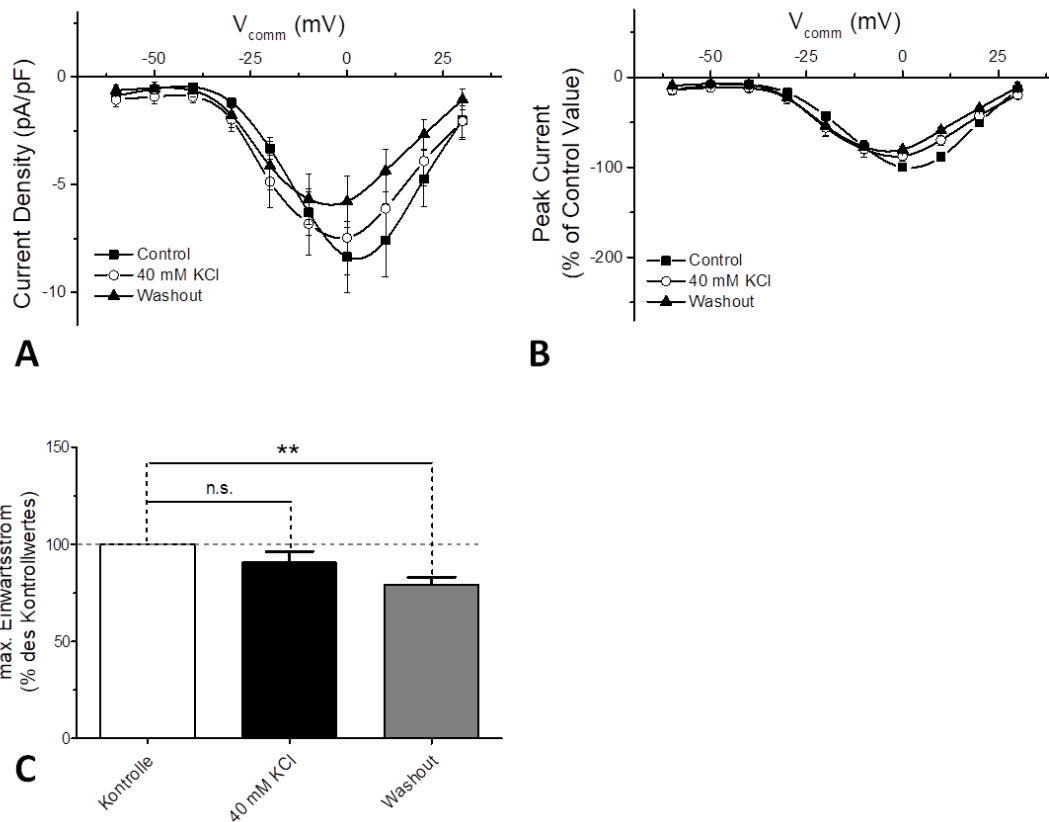 V_comm (mV)
-50 -25 0 25
0
-5
-10
Current Density (pA/pF)
Control
40 mM KCl
Washout
A
V_comm (mV)
-50 -25 0 25
0
-100
-200
Peak Current
(% of Control Value)
Control
40 mM KCl
Washout
B
150
100
50
0
max. Einwärtsstrom
(% des Kontrollwertes)
**
n.s.
Kontrolle
40 mM KCl
Washout
C